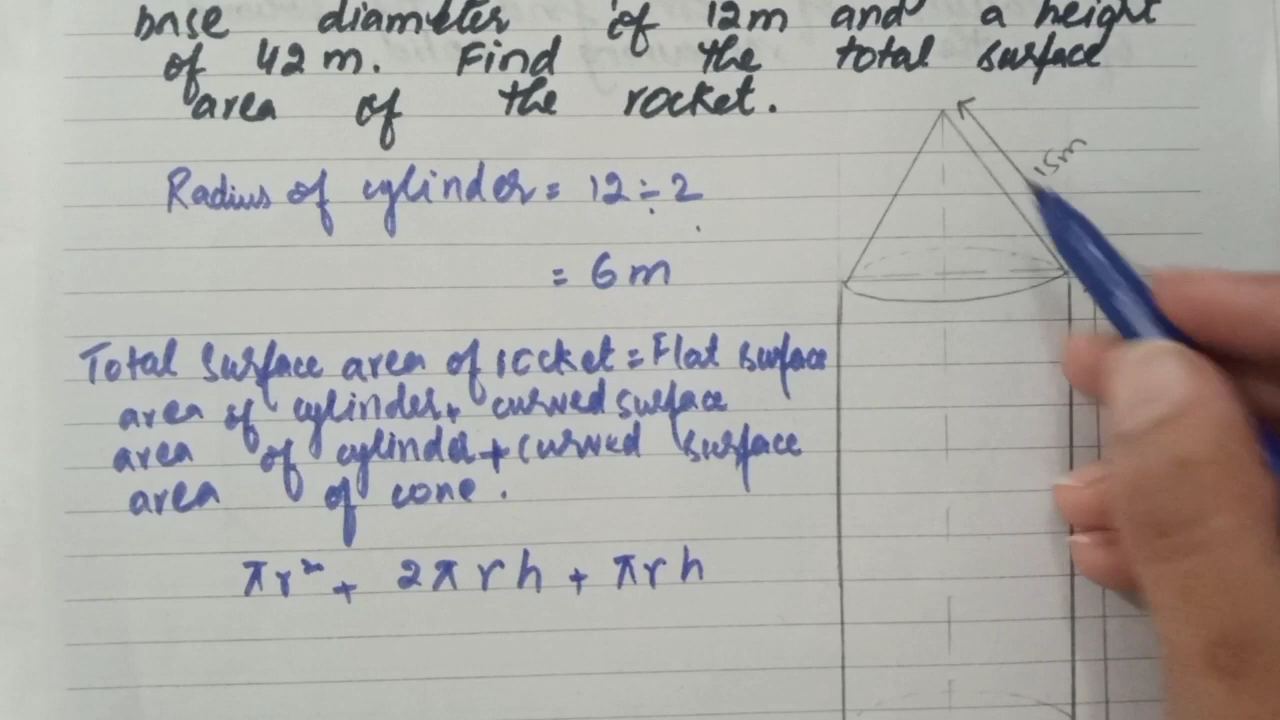 base diameter of 12m and a height
of 42 m. Find the total surface
area of the rocket.
15m
Radius of cylinder = 12 ÷ 2
= 6 m
Total surface area of rocket = Flat surface
area of cylinder + curved surface
area of cylinder + curved surface
area of cone.
πr² + 2πrh + πrh